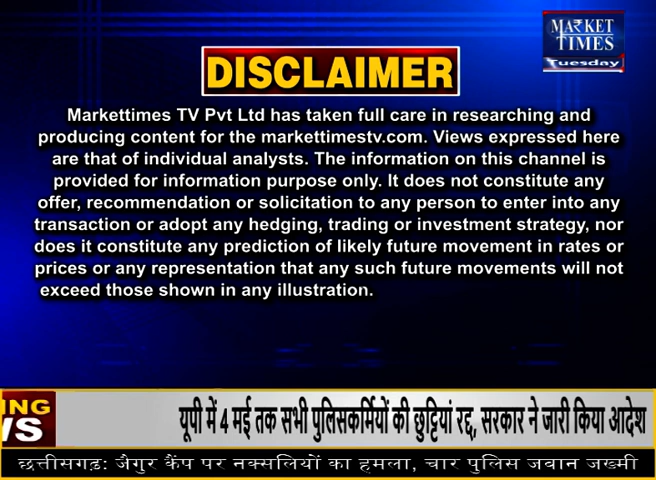 MARKET
TIMES
Tuesday
DISCLAIMER
Markettimes TV Pvt Ltd has taken full care in researching and
producing content for the markettimestv.com. Views expressed here
are that of individual analysts. The information on this channel is
provided for information purpose only. It does not constitute any
offer, recommendation or solicitation to any person to enter into any
transaction or adopt any hedging, trading or investment strategy, nor
does it constitute any prediction of likely future movement in rates or
prices or any representation that any such future movements will not
exceed those shown in any illustration.
ING
WS
यूपी में 4 मई तक सभी पुलिसकर्मियों की छुट्टियां रद्द, सरकार ने जारी किया आदेश
छत्तीसगढ़: जैगुर कैंप पर नक्सलियों का हमला, चार पुलिस जवान जख्मी